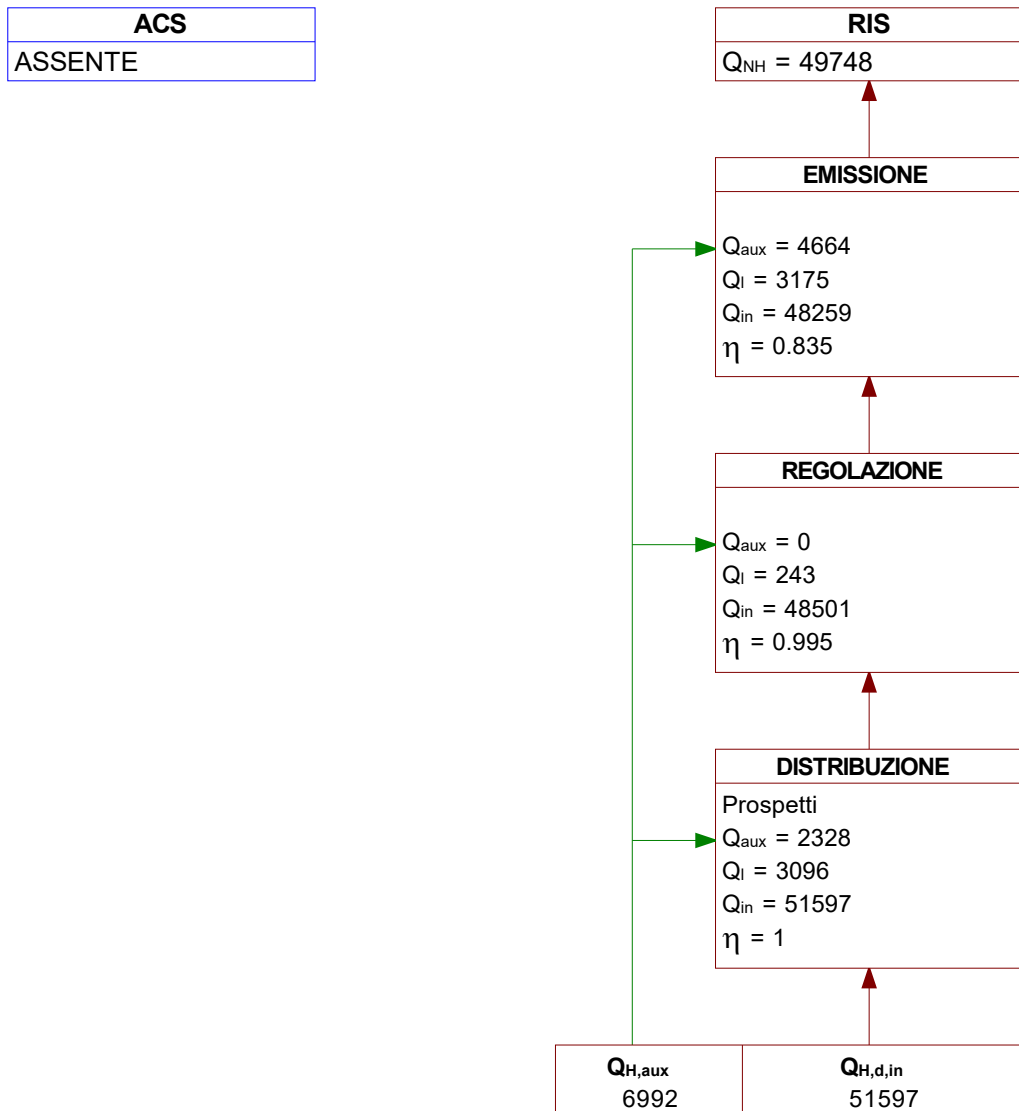 ACS
ASSENTE
RIS
QNH = 49748
EMISSIONE
Qaux = 4664
Ql = 3175
Qin = 48259
η = 0.835
REGOLAZIONE
Qaux = 0
Ql = 243
Qin = 48501
η = 0.995
DISTRIBUZIONE
Prospetti
Qaux = 2328
Ql = 3096
Qin = 51597
η = 1
QH,aux
6992
QH,d,in
51597